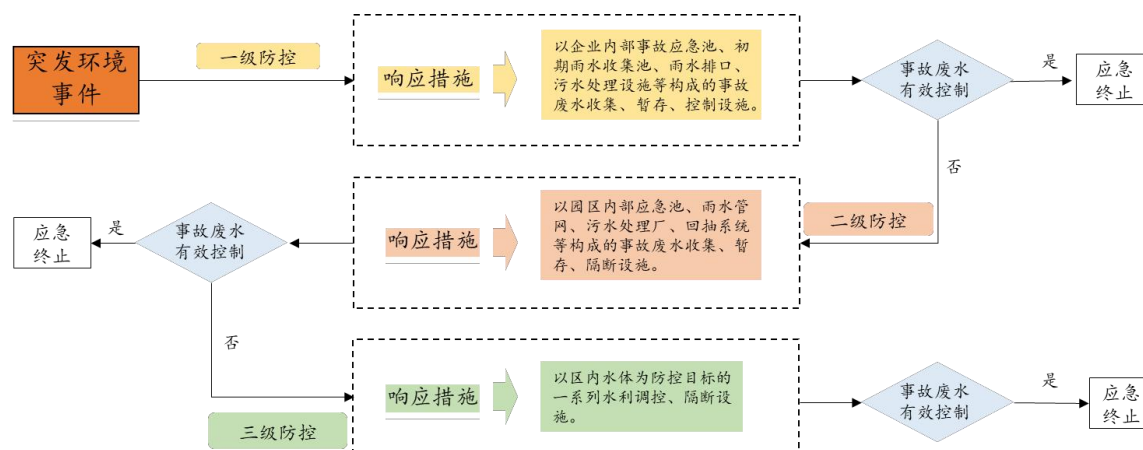 突发环境
事件
一级防控
响应措施
以企业内部事故应急池、初
期雨水收集池、雨水排口、
污水处理设施等构成的事故
废水收集、暂存、控制设施。
事故废水
有效控制
是
应急
终止
否
二级防控
以园区内部应急池、雨水管
网、污水处理厂、回抽系统
等构成的事故废水收集、暂
存、隔断设施。
响应措施
事故废水
有效控制
是
应急
终止
否
三级防控
响应措施
以区内水体为防控目标的
一系列水利调控、隔断设
施。
事故废水
有效控制
是
应急
终止